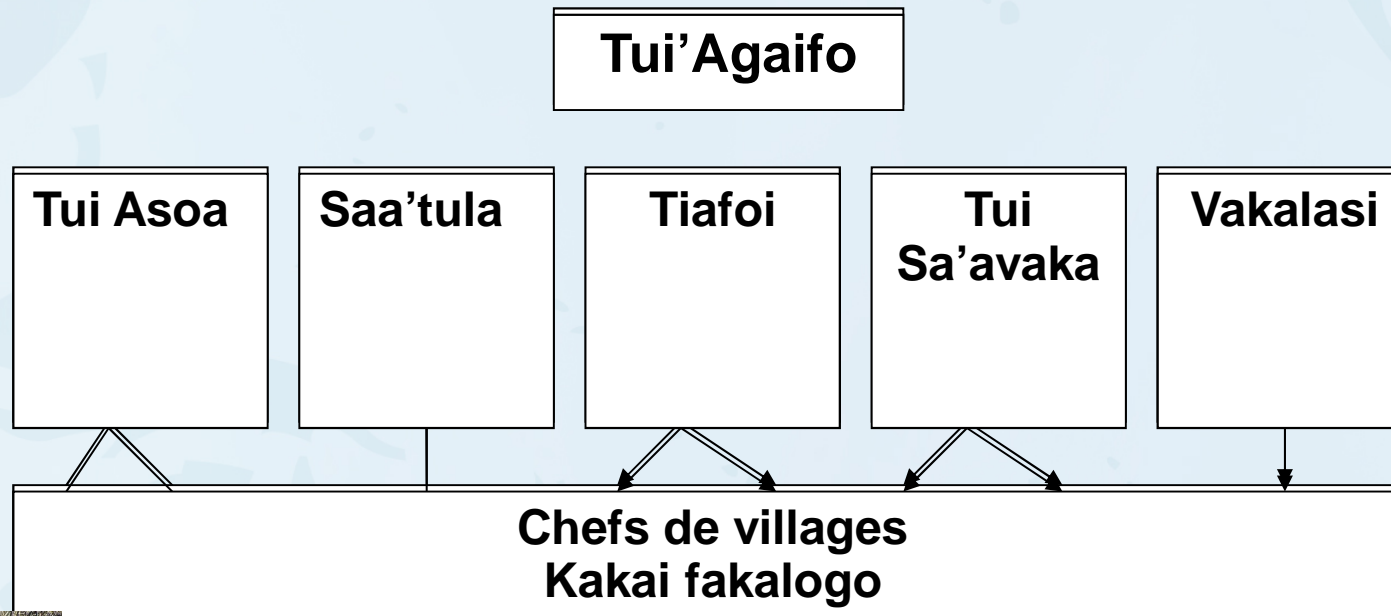 Tui’Agaifo
Tui Asoa
Saa’tula
Tiafoi
Tui
Sa’avaka
Vakalasi
Chefs de villages
Kakai fakalogo